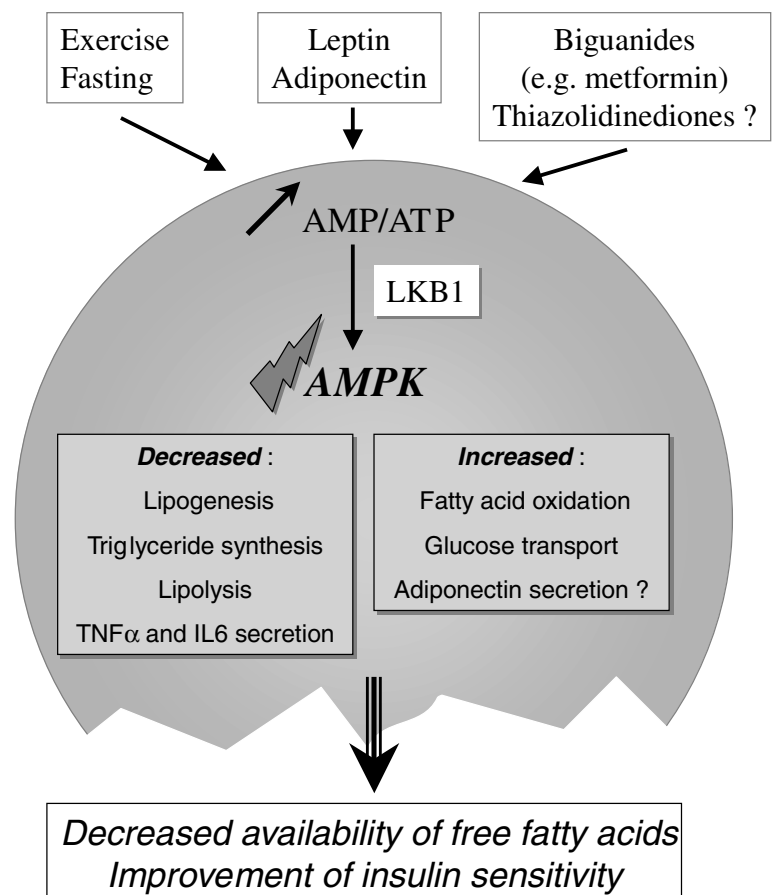 Exercise
Fasting
Leptin
Adiponectin
Biguanides
(e.g. metformin)
Thiazolidinediones ?
AMP/ATP
LKB1
AMPK
Decreased :
Lipogenesis
Triglyceride synthesis
Lipolysis
TNFα and IL6 secretion
Increased :
Fatty acid oxidation
Glucose transport
Adiponectin secretion ?
Decreased availability of free fatty acids
Improvement of insulin sensitivity